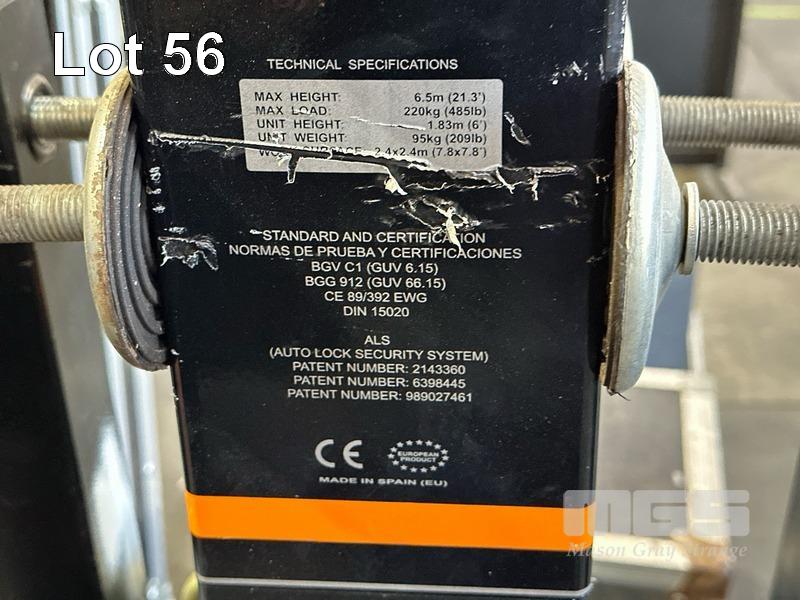 Lot 56
TECHNICAL SPECIFICATIONS
MAX HEIGHT: 6.5m (21.3')
MAX LOAD: 220kg (485lb)
UNIT HEIGHT: 1.83m (6')
UNIT WEIGHT: 95kg (209lb)
2.4x2.4m (7.8x7.8')
STANDARD AND CERTIFICATION
NORMAS DE PRUEBA Y CERTIFICACIONES
BGV C1 (GUV 6.15)
BGG 912 (GUV 66.15)
CE 89/392 EWG
DIN 15020
ALS
(AUTO LOCK SECURITY SYSTEM)
PATENT NUMBER: 2143360
PATENT NUMBER: 6398445
PATENT NUMBER: 989027461
CE
EUROPEAN
PRODUCT
MADE IN SPAIN (EU)
MGS
Mason Gray Strange